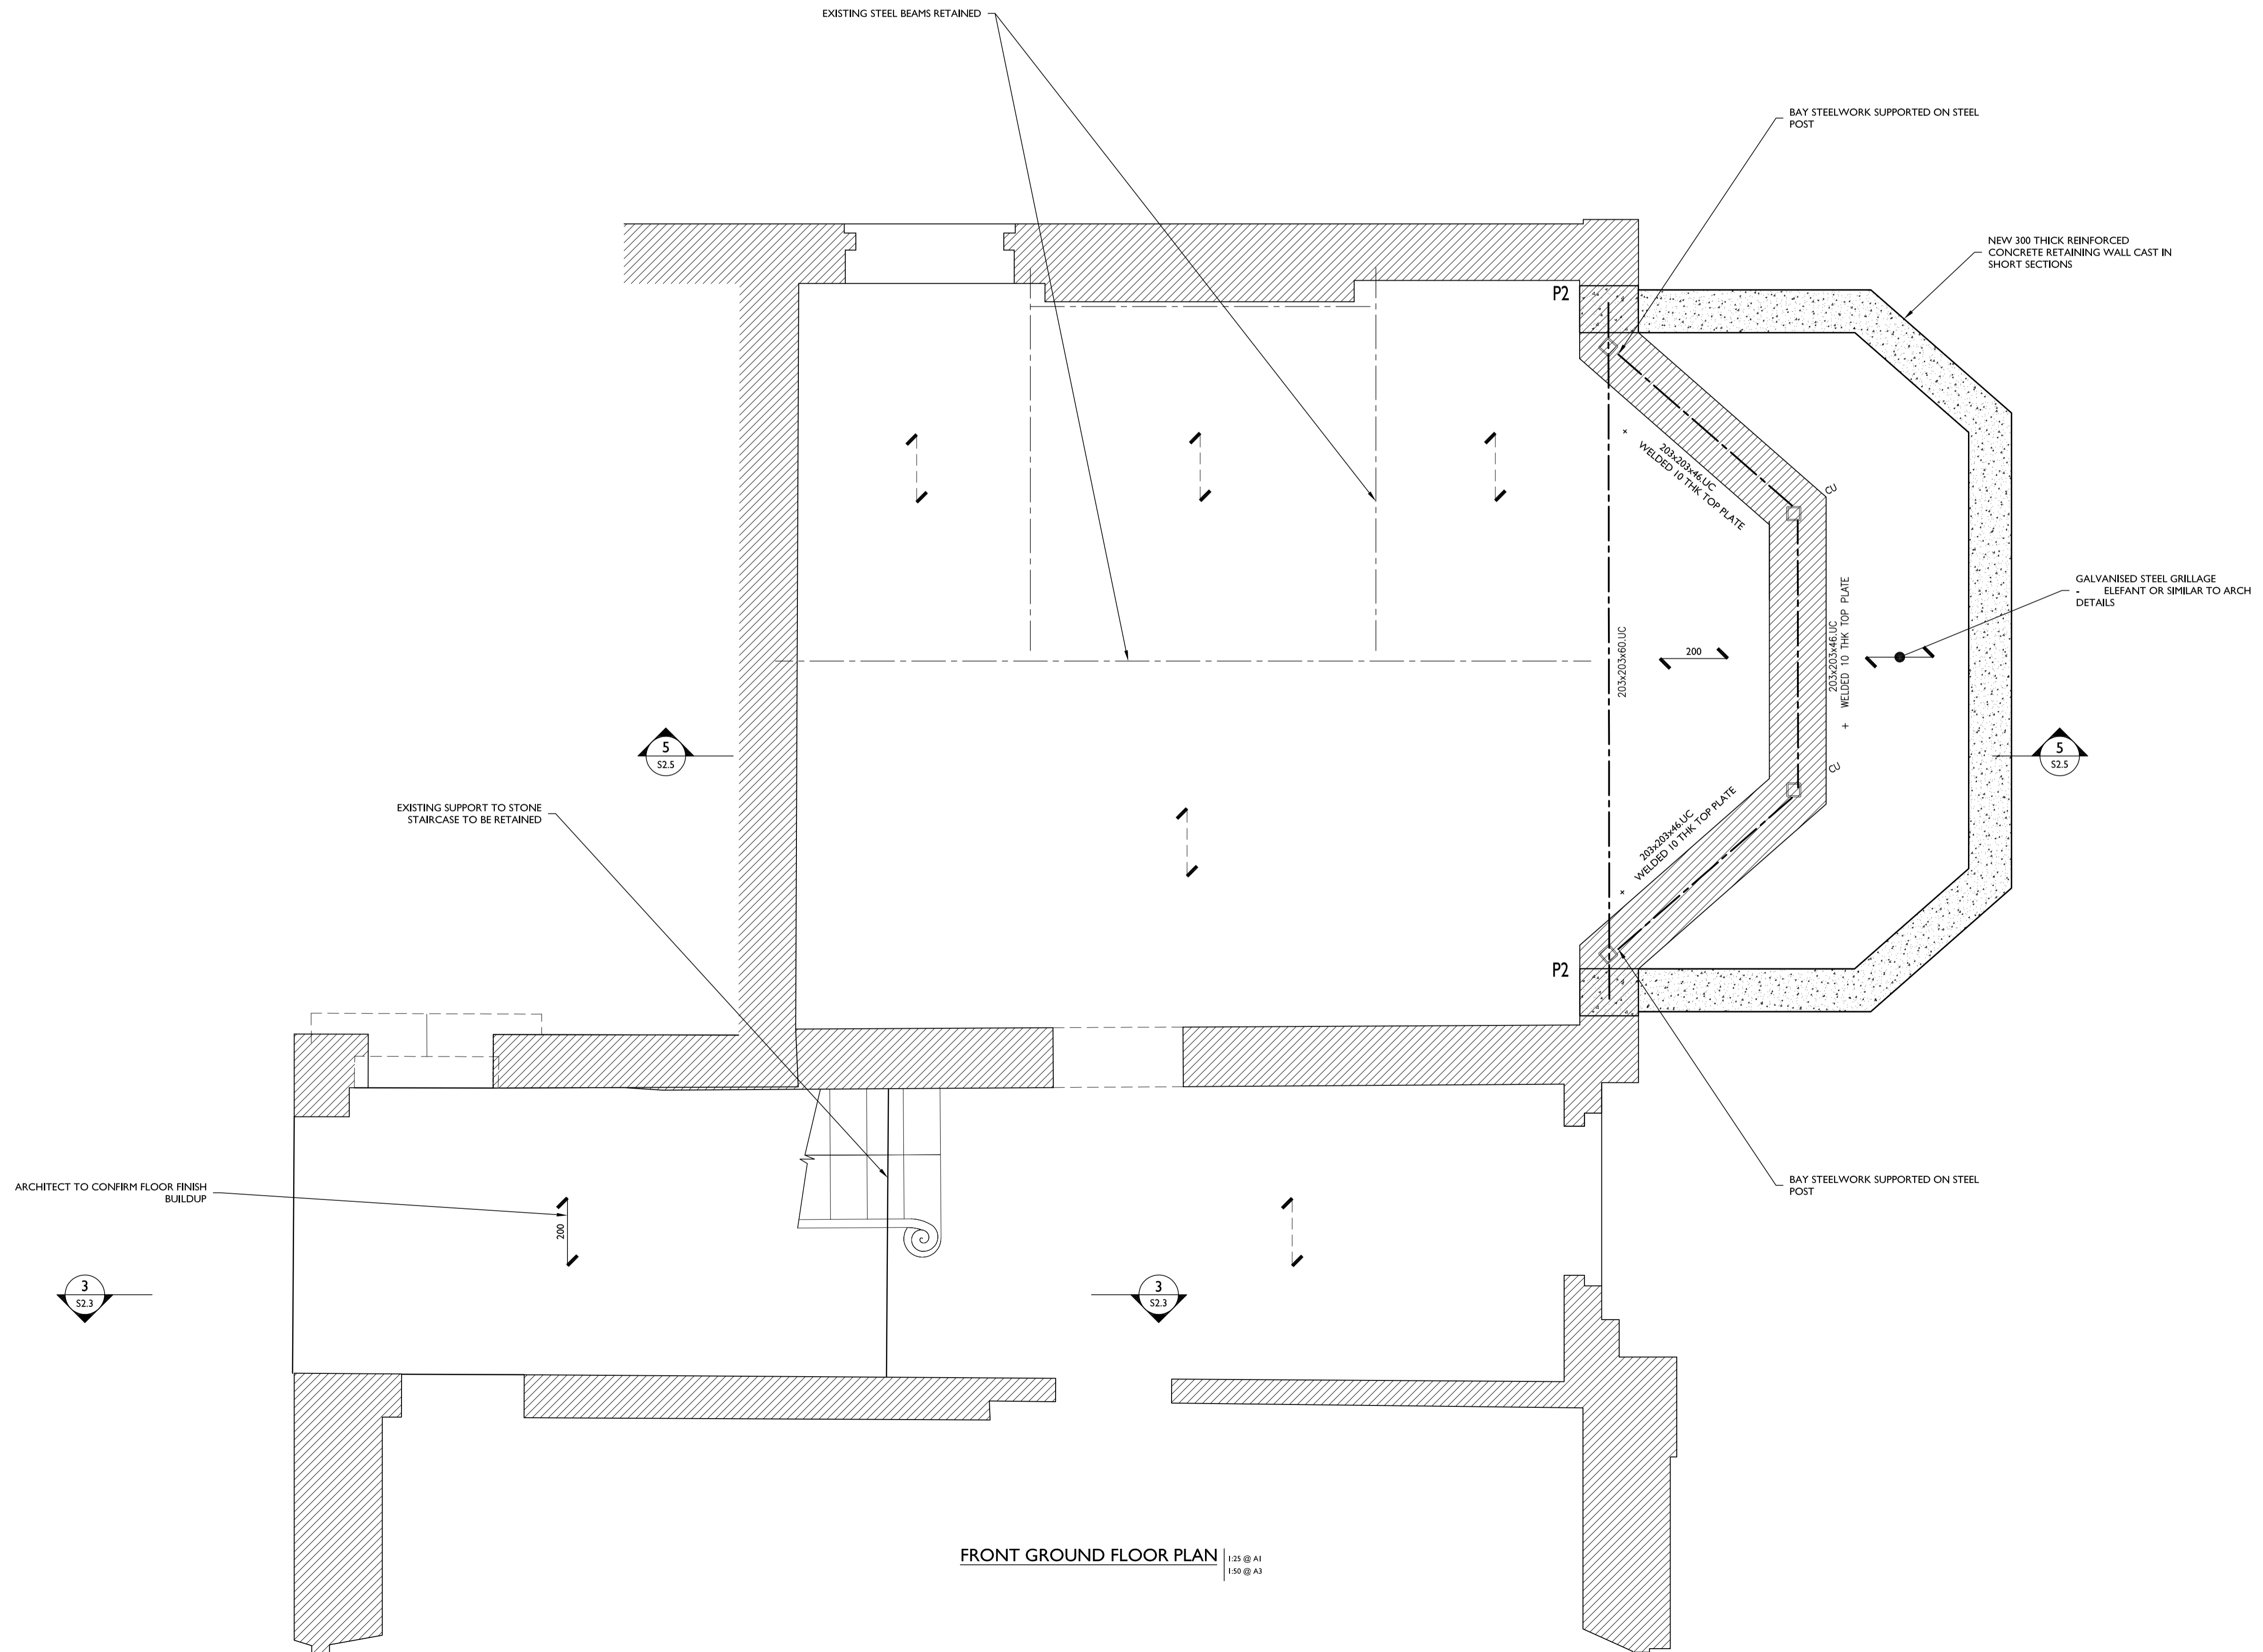 EXISTING STEEL BEAMS RETAINED
BAY STEELWORK SUPPORTED ON STEEL
POST
NEW 300 THICK REINFORCED
CONCRETE RETAINING WALL CAST IN
SHORT SECTIONS
P2
203x203x46.UC
+ WELDED 10 THK TOP PLATE
CU
GALVANISED STEEL GRILLAGE
- ELEFANT OR SIMILAR TO ARCH
DETAILS
203x203x60.UC
200
203x203x46.UC
+ WELDED 10 THK TOP PLATE
5
S2.5
5
S2.5
CU
EXISTING SUPPORT TO STONE
STAIRCASE TO BE RETAINED
203x203x46.UC
+ WELDED 10 THK TOP PLATE
P2
ARCHITECT TO CONFIRM FLOOR FINISH
BUILDUP
200
BAY STEELWORK SUPPORTED ON STEEL
POST
3
S2.3
3
S2.3
FRONT GROUND FLOOR PLAN
1:25 @ A1
1:50 @ A3